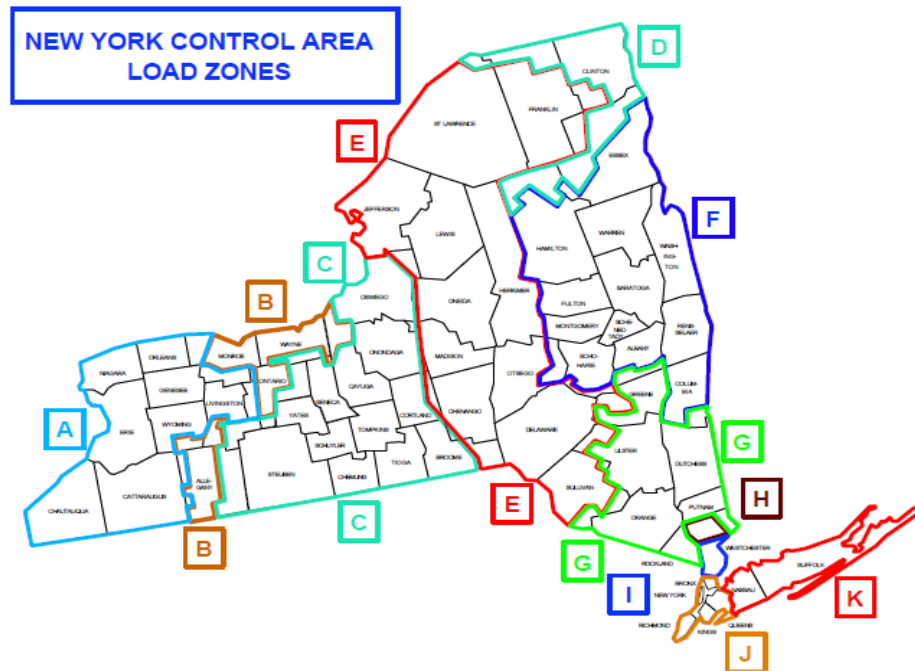 NEW YORK CONTROL AREA
LOAD ZONES
D
CLINTON
FRANKLIN
ST LAWRENCE
E
ESSEX
JEFFERSON
LEWIS
F
HAMILTON
WARREN
WASH
ING-
TON
C
B
OSWEGO
ONEIDA
HERKIMER
SARATOGA
FULTON
MONTGOMERY
SCHE-
NEC
TADY
RENS-
SELAER
NIAGARA
ORLEANS
MONROE
WAYNE
ONONDAGA
MADISON
OTSEGO
SCHO-
HARIE
ALBANY
GENESEE
ONTARIO
LIVINGSTON
SENECA
CAYUGA
GREENE
COLUM-
BIA
A
ERIE
WYOMING
YATES
CORTLAND
CHENANGO
TOMPKINS
DELAWARE
SCHUYLER
ULSTER
G
ALLE-
GANY
STEUBEN
CHEMUNG
TIOGA
BROOME
DUTCHESS
CHAUTAUQUA
CATTARAUGUS
SULLIVAN
H
B
C
E
ORANGE
PUTNAM
G
WESTCHESTER
ROCKLAND
SUFFOLK
I
BRONX
NEW YORK
NASSAU
K
RICHMOND
KINGS
QUEENS
J